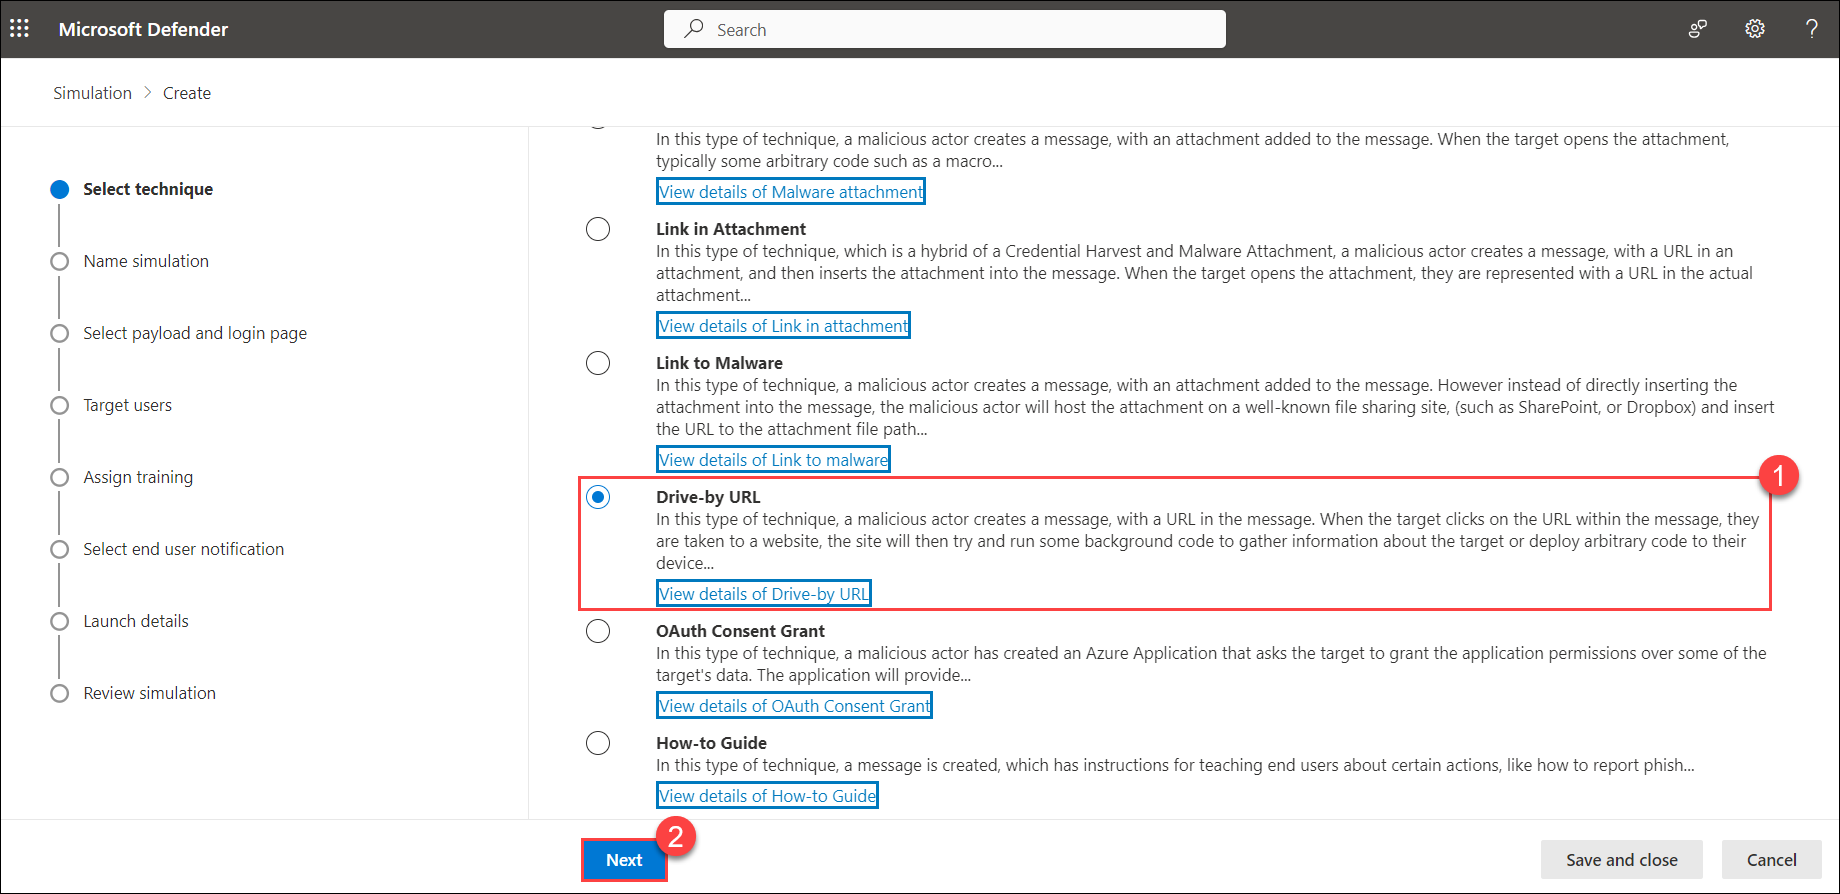 Microsoft Defender
Search
?
Simulation > Create
Select technique
Name simulation
Select payload and login page
Target users
Assign training
Select end user notification
Launch details
Review simulation
In this type of technique, a malicious actor creates a message, with an attachment added to the message. When the target opens the attachment,
typically some arbitrary code such as a macro...
View details of Malware attachment
Link in Attachment
In this type of technique, which is a hybrid of a Credential Harvest and Malware Attachment, a malicious actor creates a message, with a URL in an
attachment, and then inserts the attachment into the message. When the target opens the attachment, they are represented with a URL in the actual
attachment...
View details of Link in attachment
Link to Malware
In this type of technique, a malicious actor creates a message, with an attachment added to the message. However instead of directly inserting the
attachment into the message, the malicious actor will host the attachment on a well-known file sharing site, (such as SharePoint, or Dropbox) and insert
the URL to the attachment file path...
View details of Link to malware
1
Drive-by URL
In this type of technique, a malicious actor creates a message, with a URL in the message. When the target clicks on the URL within the message, they
are taken to a website, the site will then try and run some background code to gather information about the target or deploy arbitrary code to their
device...
View details of Drive-by URL
OAuth Consent Grant
In this type of technique, a malicious actor has created an Azure Application that asks the target to grant the application permissions over some of the
target's data. The application will provide...
View details of OAuth Consent Grant
How-to Guide
In this type of technique, a message is created, which has instructions for teaching end users about certain actions, like how to report phish...
View details of How-to Guide
2
Next
Save and close
Cancel